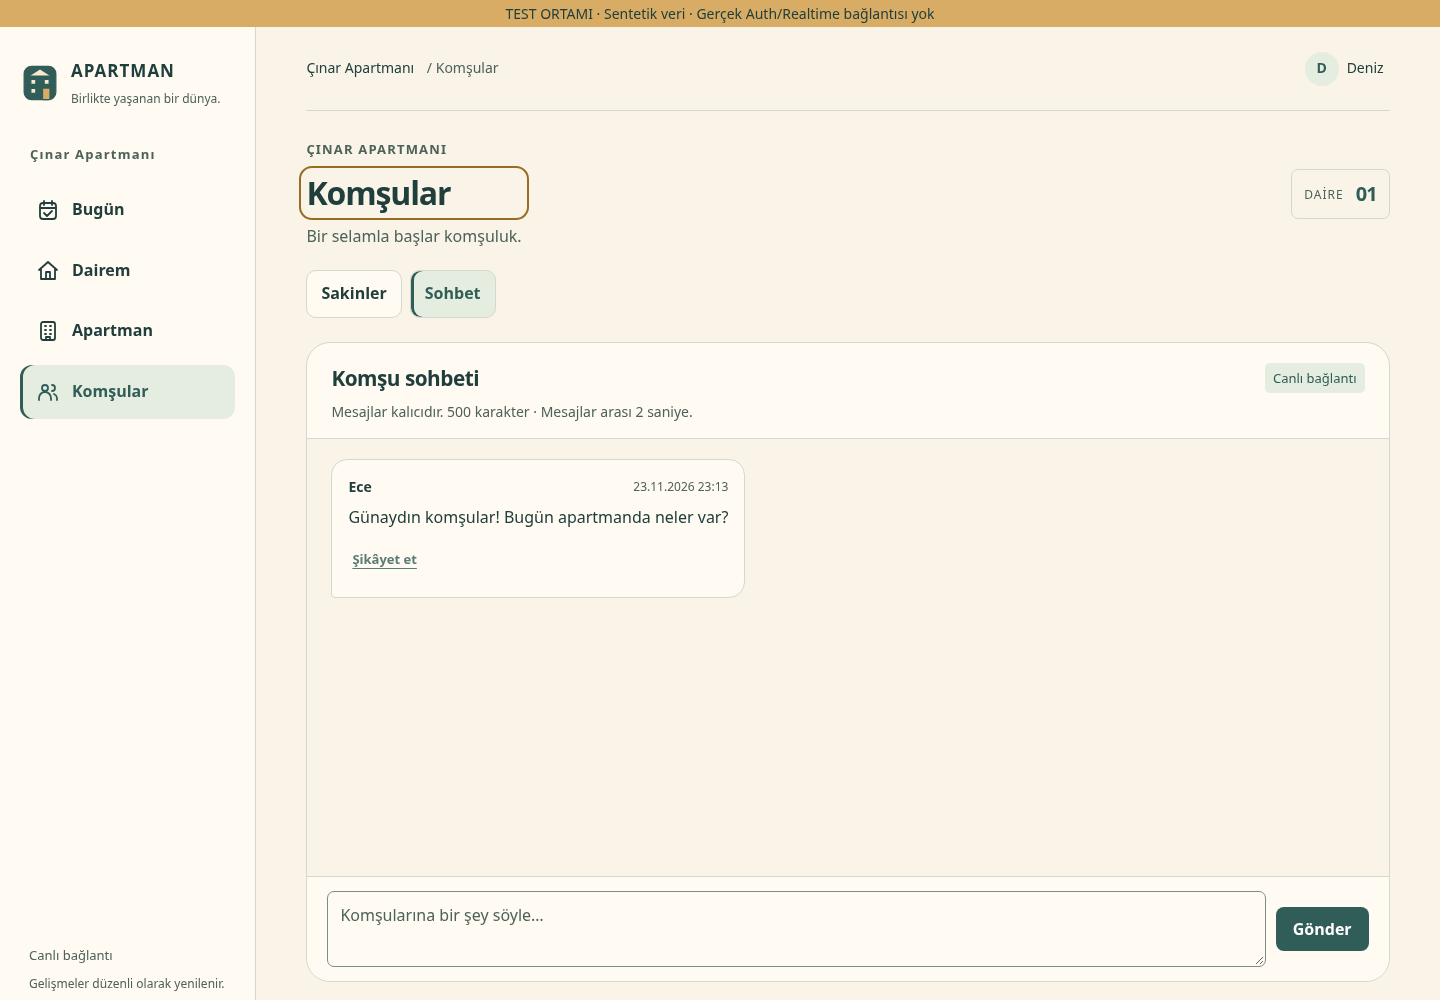 TEST ORTAMI · Sentetik veri · Gerçek Auth/Realtime bağlantısı yok
APARTMAN
Birlikte yaşanan bir dünya.
Çınar Apartmanı
Bugün
Dairem
Apartman
Komşular
Canlı bağlantı
Gelişmeler düzenli olarak yenilenir.
Çınar Apartmanı / Komşular
D Deniz
ÇINAR APARTMANI
Komşular
Bir selamla başlar komşuluk.
DAİRE 01
Sakinler Sohbet
Komşu sohbeti
Canlı bağlantı
Mesajlar kalıcıdır. 500 karakter · Mesajlar arası 2 saniye.
Ece 23.11.2026 23:13
Günaydın komşular! Bugün apartmanda neler var?
Şikâyet et
Komşularına bir şey söyle...
Gönder